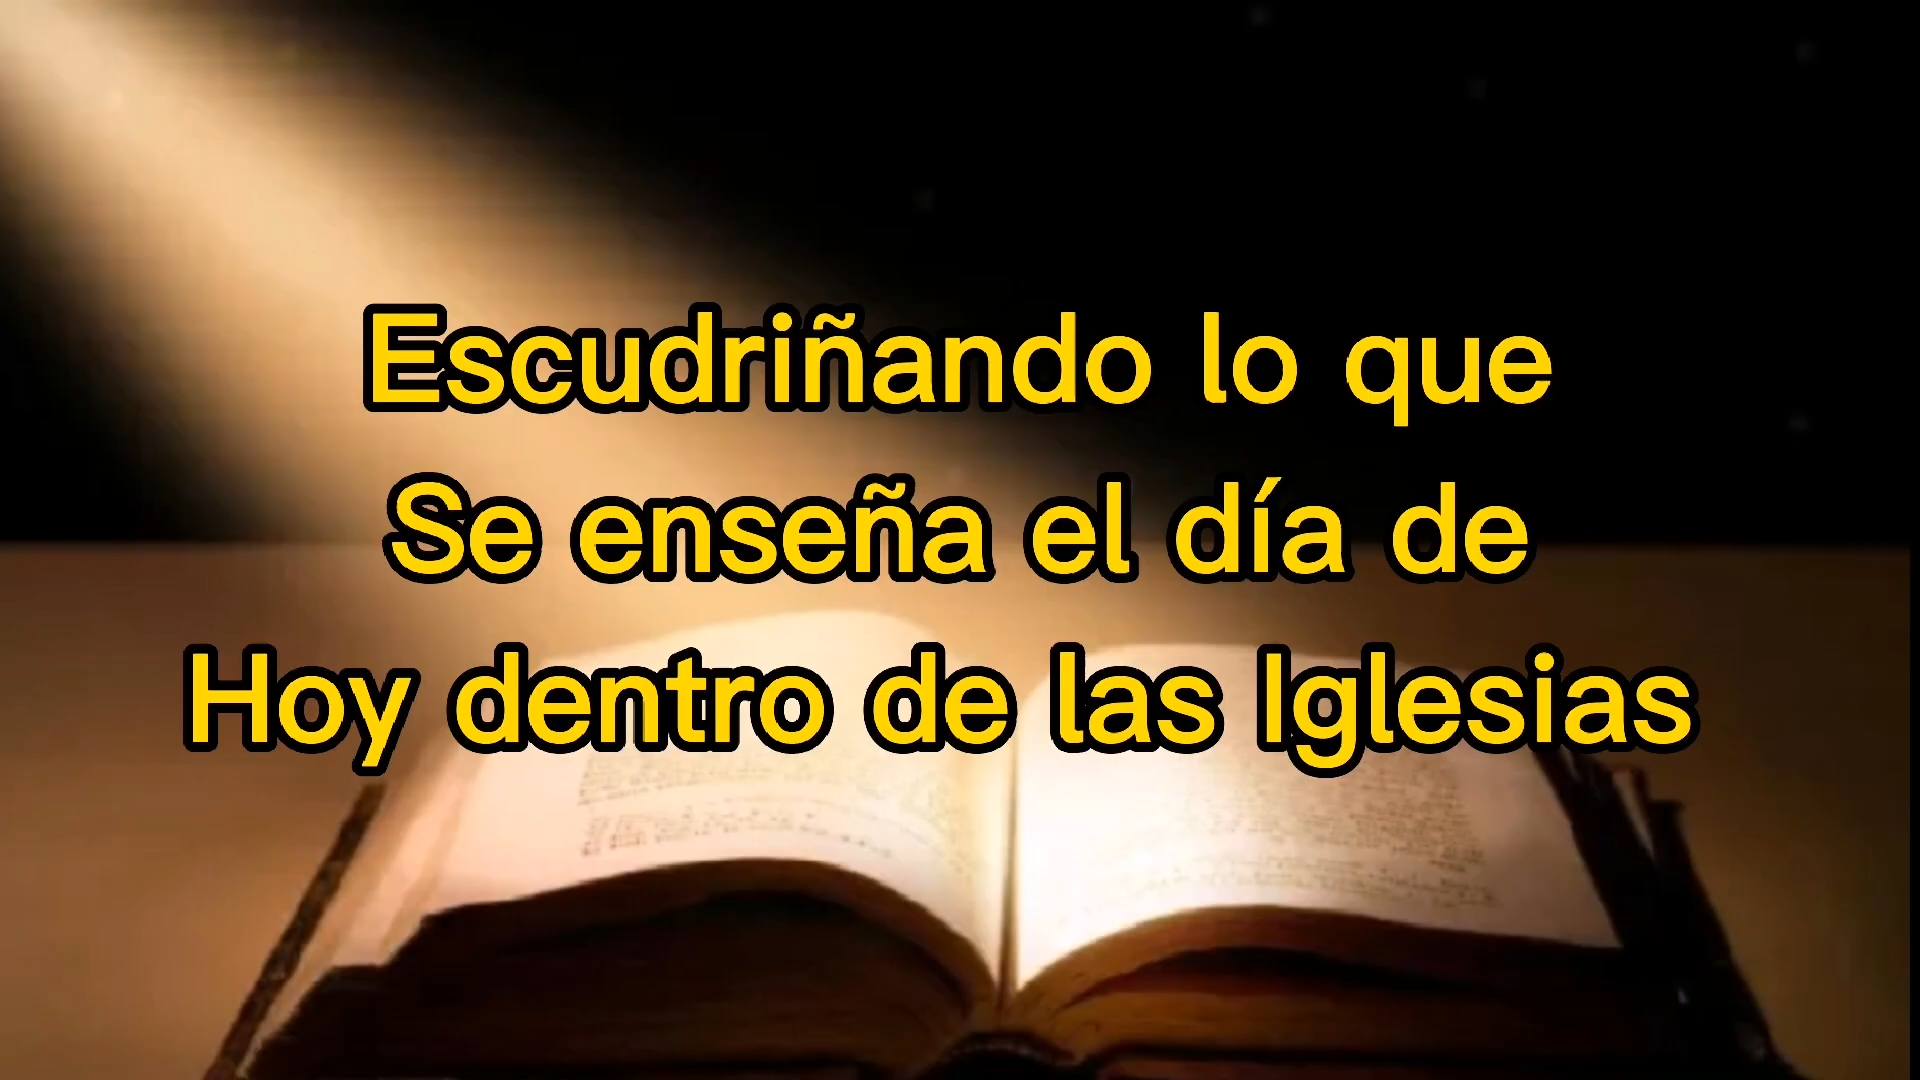 Escudriñando lo que
Se enseña el día de
Hoy dentro de las Iglesias